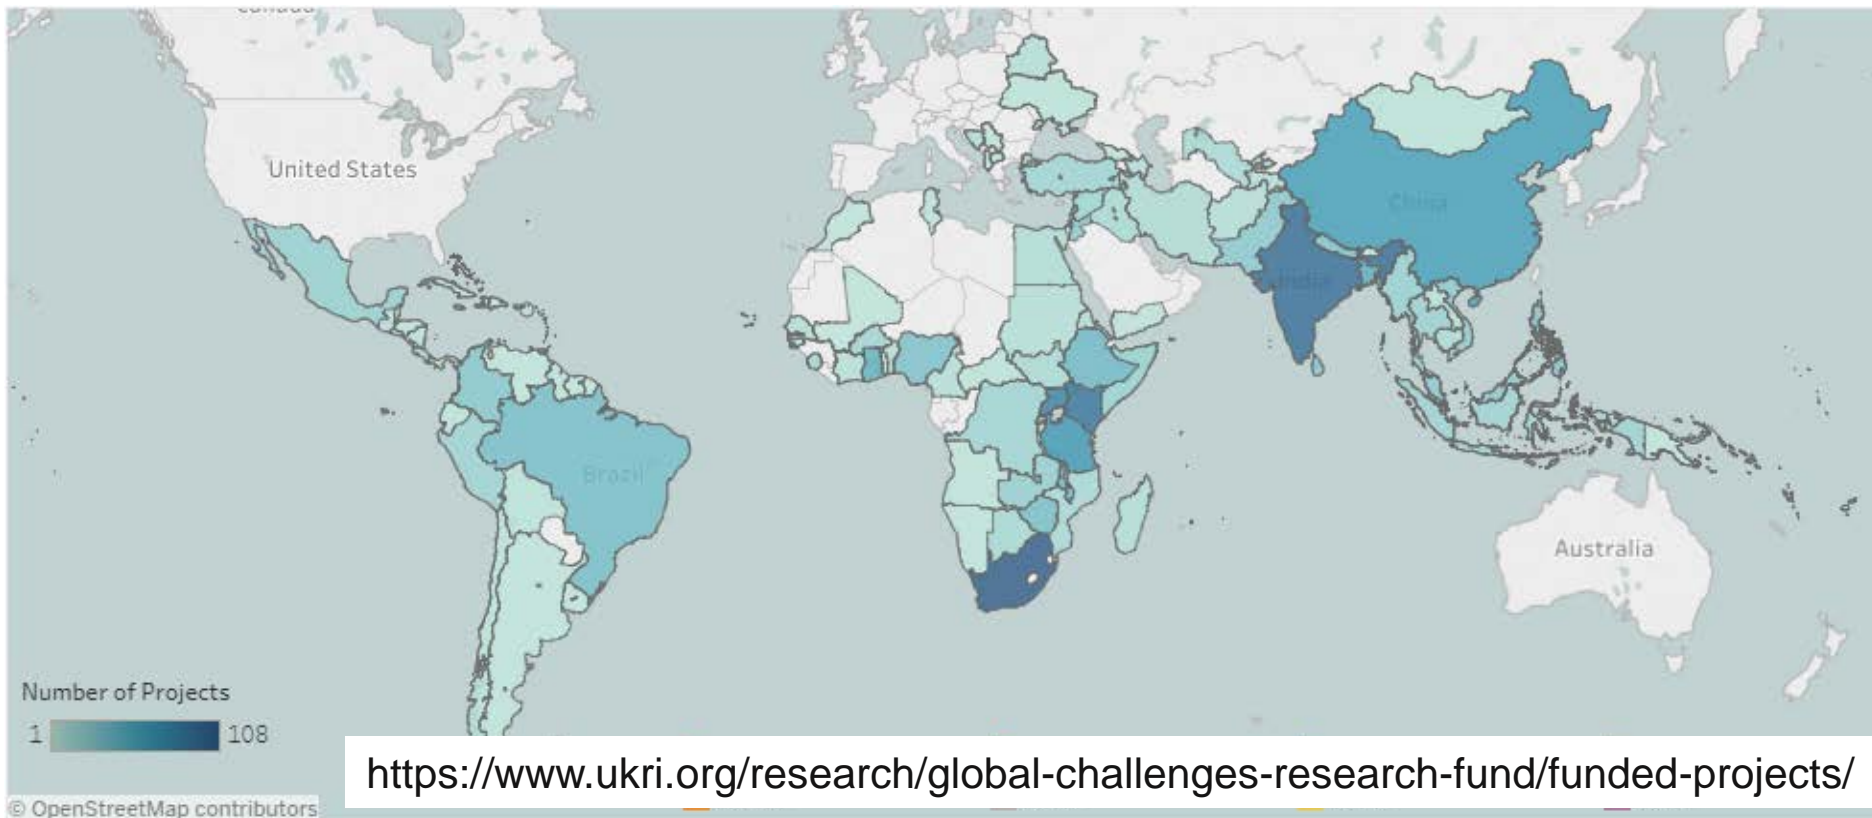 Canada
United States
China
India
Brazil
Australia
Number of Projects
1 108
https://www.ukri.org/research/global-challenges-research-fund/funded-projects/
© OpenStreetMap contributors